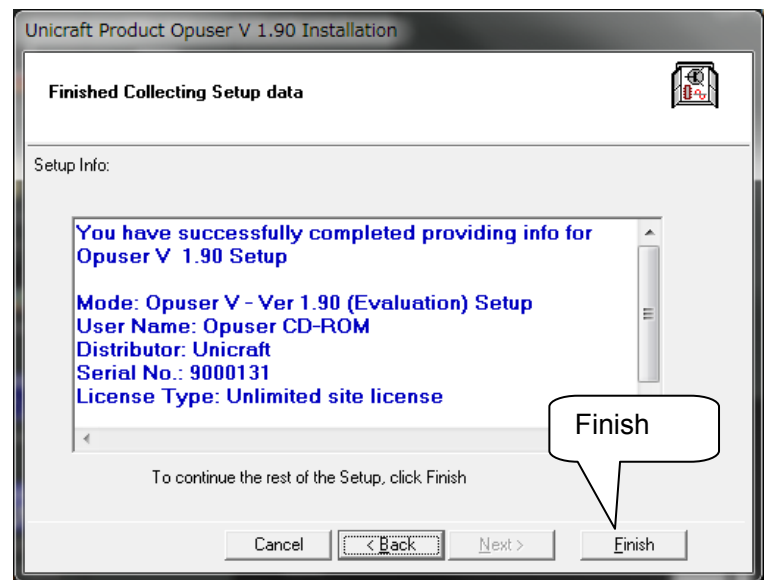 Unicraft Product Opuser V 1.90 Installation
Finished Collecting Setup data
Setup Info:
You have successfully completed providing info for
Opuser V 1.90 Setup
Mode: Opuser V - Ver 1.90 (Evaluation) Setup
User Name: Opuser CD-ROM
Distributor: Unicraft
Serial No.: 9000131
License Type: Unlimited site license
Finish
To continue the rest of the Setup, click Finish
Cancel
< Back
Next >
Finish